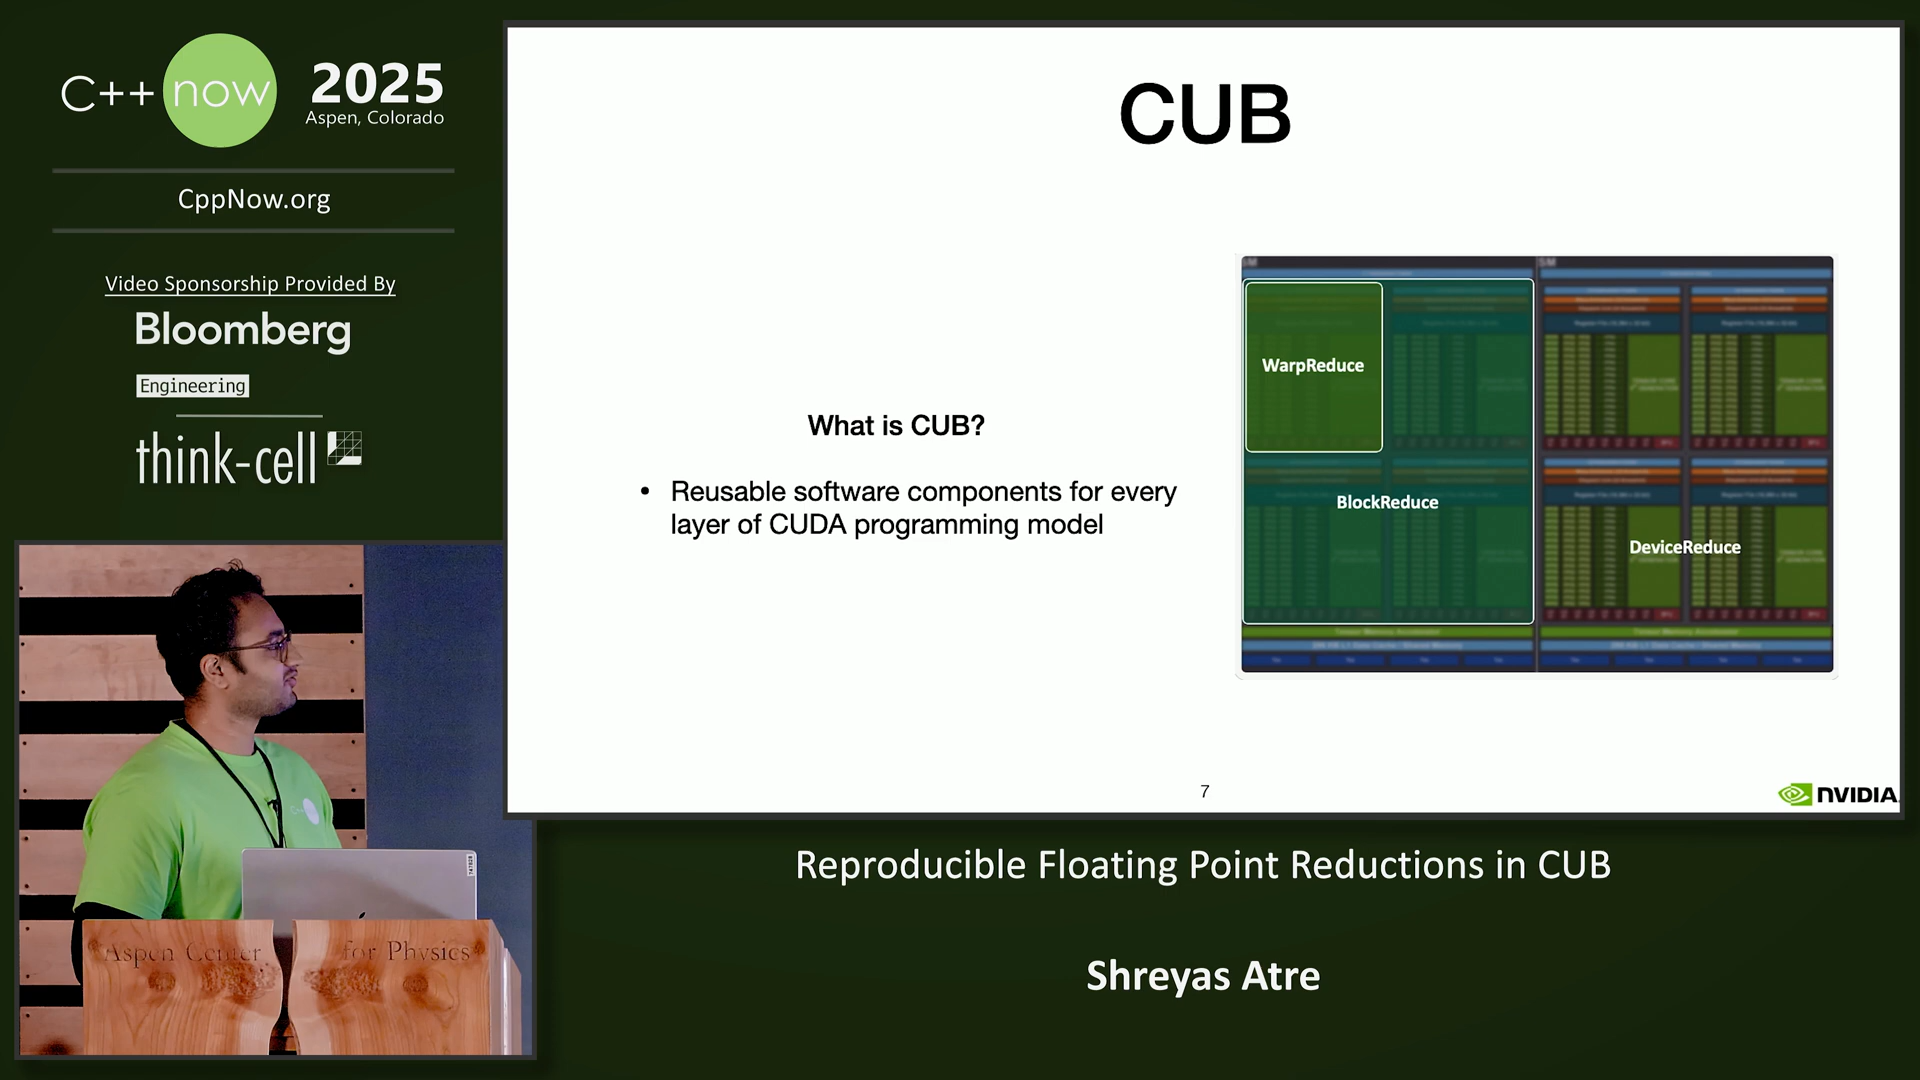 C++ now
2025
Aspen, Colorado
CppNow.org
Video Sponsorship Provided By
Bloomberg
Engineering
think-cell
CUB
What is CUB?
• Reusable software components for every
layer of CUDA programming model
SM
WarpReduce
BlockReduce
DeviceReduce
7
NVIDIA
Aspen Center for Physics
Reproducible Floating Point Reductions in CUB
Shreyas Atre